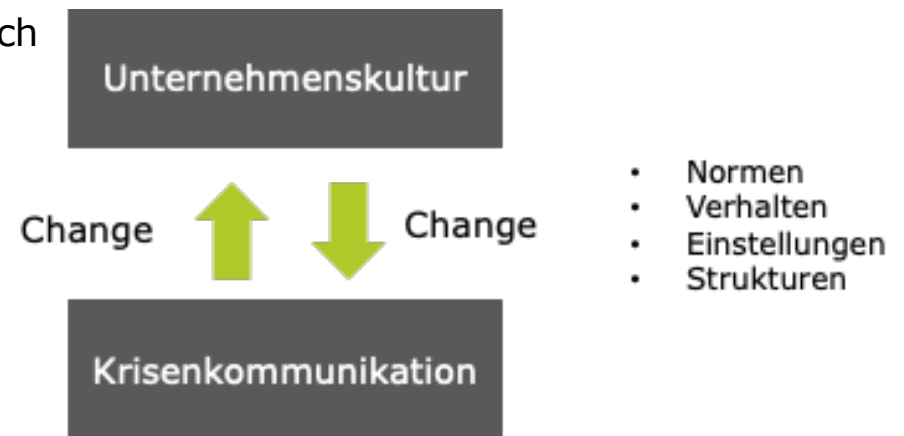 ch
Unternehmenskultur
Change
Change
• Normen
• Verhalten
• Einstellungen
• Strukturen
Krisenkommunikation